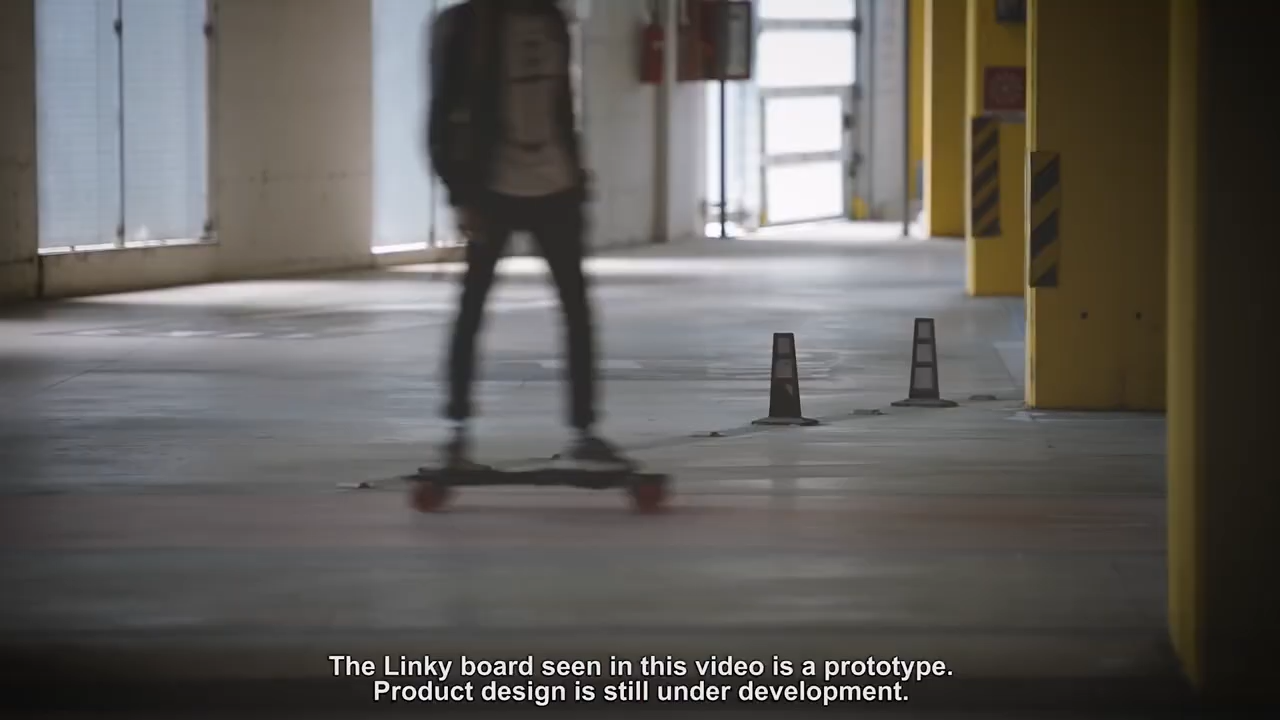 The Linky board seen in this video is a prototype.
Product design is still under development.